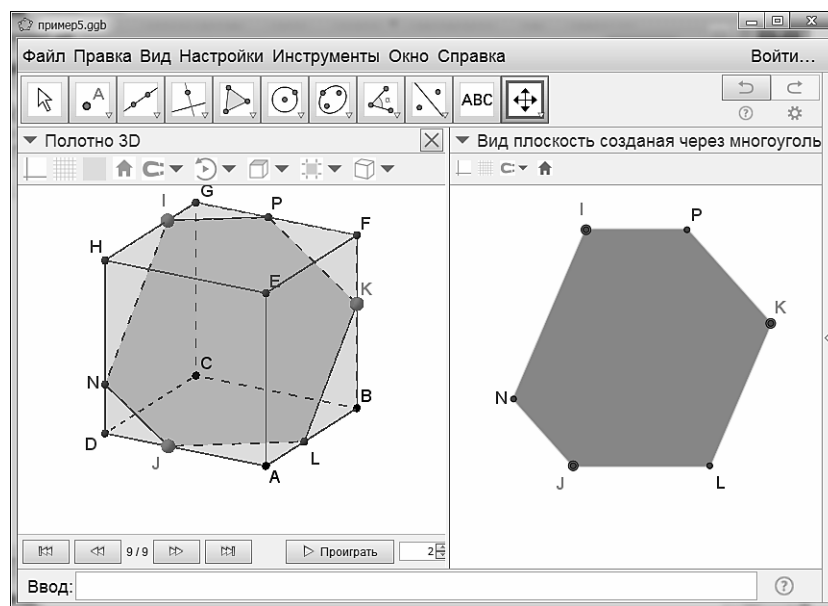 пример5.ggb
Файл Правка Вид Настройки Инструменты Окно Справка Войти...
A
α
ABC
Полотно 3D
Вид плоскость созданая через многоуголь
I
G
P
F
H
E
K
C
N
B
D
J
A
L
I
P
K
N
J
L
9 / 9
Проиграть
2
Ввод: